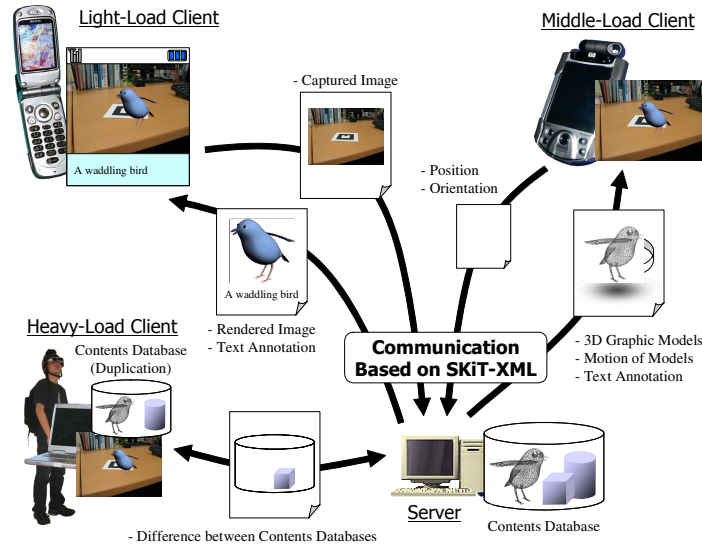 Light-Load Client
Middle-Load Client
A waddling bird
- Captured Image
- Position
- Orientation
A waddling bird
- Rendered Image
- Text Annotation
- 3D Graphic Models
- Motion of Models
- Text Annotation
Communication
Based on SKiT-XML
Heavy-Load Client
Contents Database
(Duplication)
Server
Contents Database
- Difference between Contents Databases